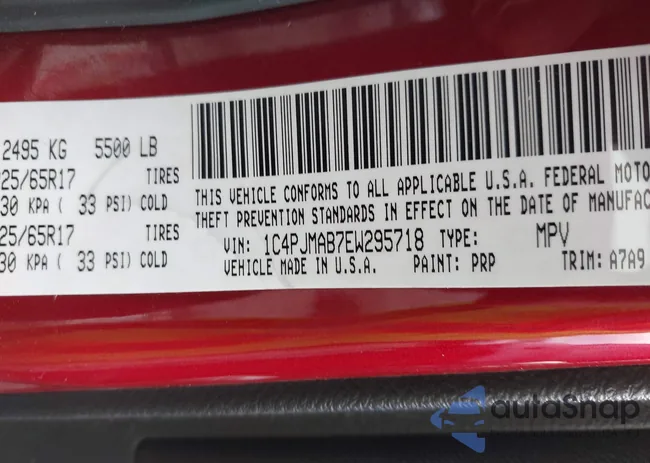 2495 KG 5500 LB
25/65R17 TIRES
30 KPA ( 33 PSI) COLD
25/65R17 TIRES
30 KPA ( 33 PSI) COLD
THIS VEHICLE CONFORMS TO ALL APPLICABLE U.S.A. FEDERAL MOTO
THEFT PREVENTION STANDARDS IN EFFECT ON THE DATE OF MANUFAC
VIN: 1C4PJMAB7EW295718 TYPE: MPV
VEHICLE MADE IN U.S.A. PAINT: PRP TRIM: A7A9
autoSnap
powered by